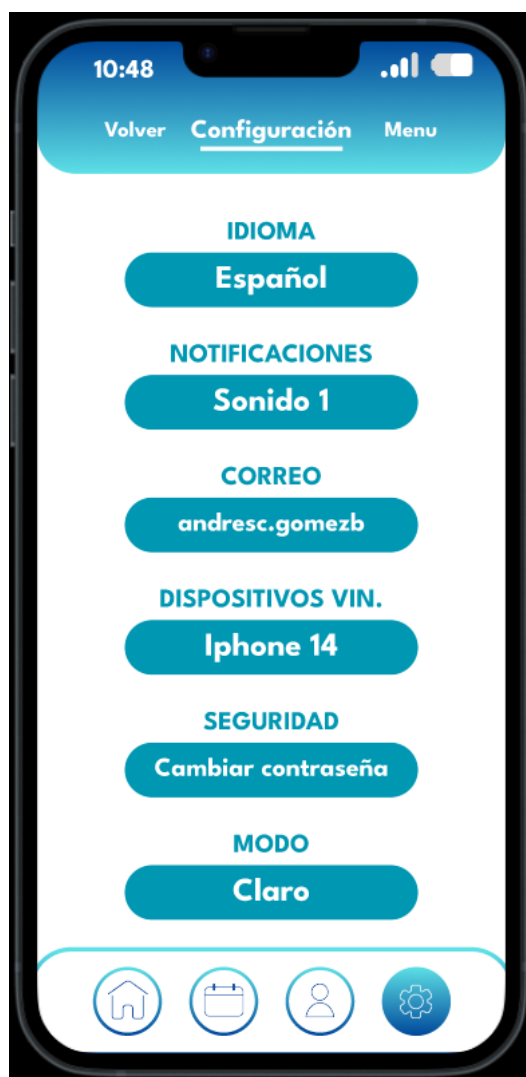 10:48
Volver Configuración Menu
IDIOMA
Español
NOTIFICACIONES
Sonido 1
CORREO
andresc.gomezb
DISPOSITIVOS VIN.
Iphone 14
SEGURIDAD
Cambiar contraseña
MODO
Claro